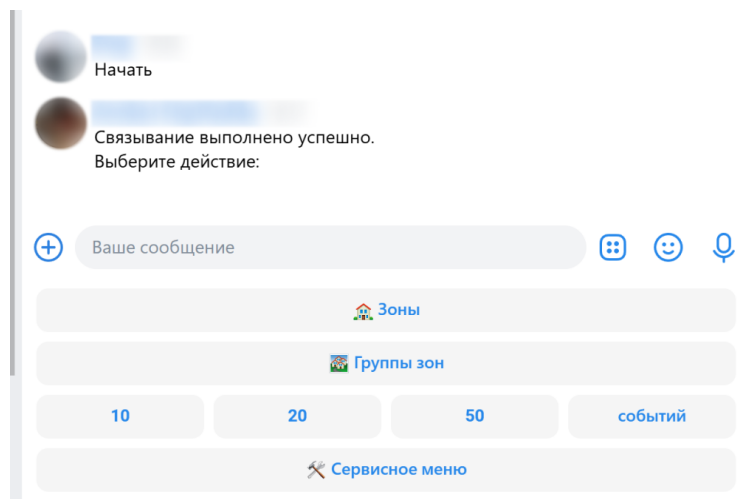 Начать
Связывание выполнено успешно.
Выберите действие:
Ваше сообщение
Зоны
Группы зон
10 20 50 событий
Сервисное меню